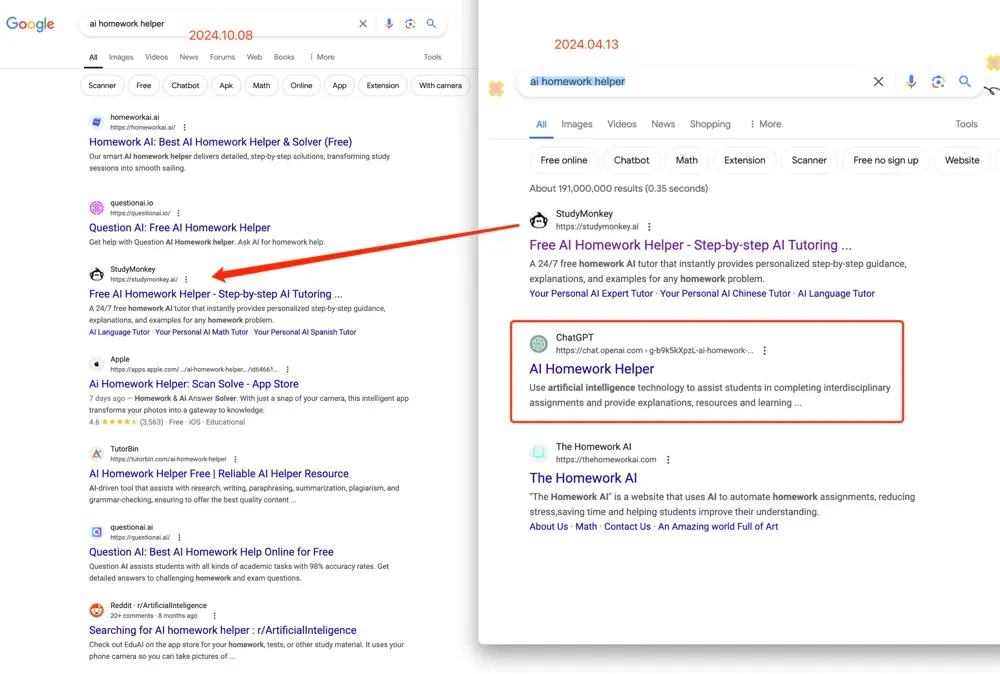 Google
ai homework helper
2024.10.08
All Images Videos News Forums Web Books More Tools
Scanner Free Chatbot Apk Math Online App Extension With camera
homeworkai.ai
https://homeworkai.ai/
Homework AI: Best AI Homework Helper & Solver (Free)
Our smart AI homework helper delivers detailed, step-by-step solutions, transforming study
sessions into smooth sailing.
questionai.io
https://questionai.io/
Question AI: Free AI Homework Helper
Get help with Question AI Homework helper. Ask AI for homework help.
StudyMonkey
https://studymonkey.ai/
Free AI Homework Helper - Step-by-step AI Tutoring ...
A 24/7 free homework AI tutor that instantly provides personalized step-by-step guidance,
explanations, and examples for any homework problem.
AI Language Tutor · Your Personal AI Math Tutor · Your Personal AI Spanish Tutor
Apple
https://apps.apple.com/.../ai-homework-helper.../id64661...
AI Homework Helper: Scan Solve - App Store
7 days ago — Homework & Ai Answer Solver. With just a snap of your camera, this intelligent app
transforms your photos into a gateway to knowledge.
4.6 ★★★★★ (3,563) · Free · iOS · Educational
TutorBin
https://tutorbin.com/ai-homework-helper
AI Homework Helper Free | Reliable AI Helper Resource
AI-driven tool that assists with research, writing, paraphrasing, summarization, plagiarism, and
grammar-checking, ensuring to offer the best quality content ...
questionai.ai
https://questionai.ai/
Question AI: Best AI Homework Help Online for Free
Question AI assists students with all kinds of academic tasks with 98% accuracy rates. Get
detailed answers to challenging homework and exam questions.
Reddit · r/ArtificialInteligence
20+ comments · 8 months ago
Searching for AI homework helper : r/ArtificialInteligence
Check out EduAI on the app store for your homework, tests, or other study material. It uses your
phone camera so you can take pictures of ...
2024.04.13
ai homework helper
All Images Videos News Shopping More Tools
Free online Chatbot Math Extension Scanner Free no sign up Website
About 191,000,000 results (0.35 seconds)
StudyMonkey
https://studymonkey.ai
Free AI Homework Helper - Step-by-step AI Tutoring ...
A 24/7 free homework AI tutor that instantly provides personalized step-by-step guidance,
explanations, and examples for any homework problem.
Your Personal AI Expert Tutor · Your Personal AI Chinese Tutor · AI Language Tutor
ChatGPT
https://chat.openai.com › g-b9k5kXpzL-ai-homework-...
AI Homework Helper
Use artificial intelligence technology to assist students in completing interdisciplinary
assignments and provide explanations, resources and learning ...
The Homework AI
https://thehomeworkai.com
The Homework AI
"The Homework AI" is a website that uses AI to automate homework assignments, reducing
stress,saving time and helping students improve their understanding.
About Us · Math · Contact Us · An Amazing world Full of Art